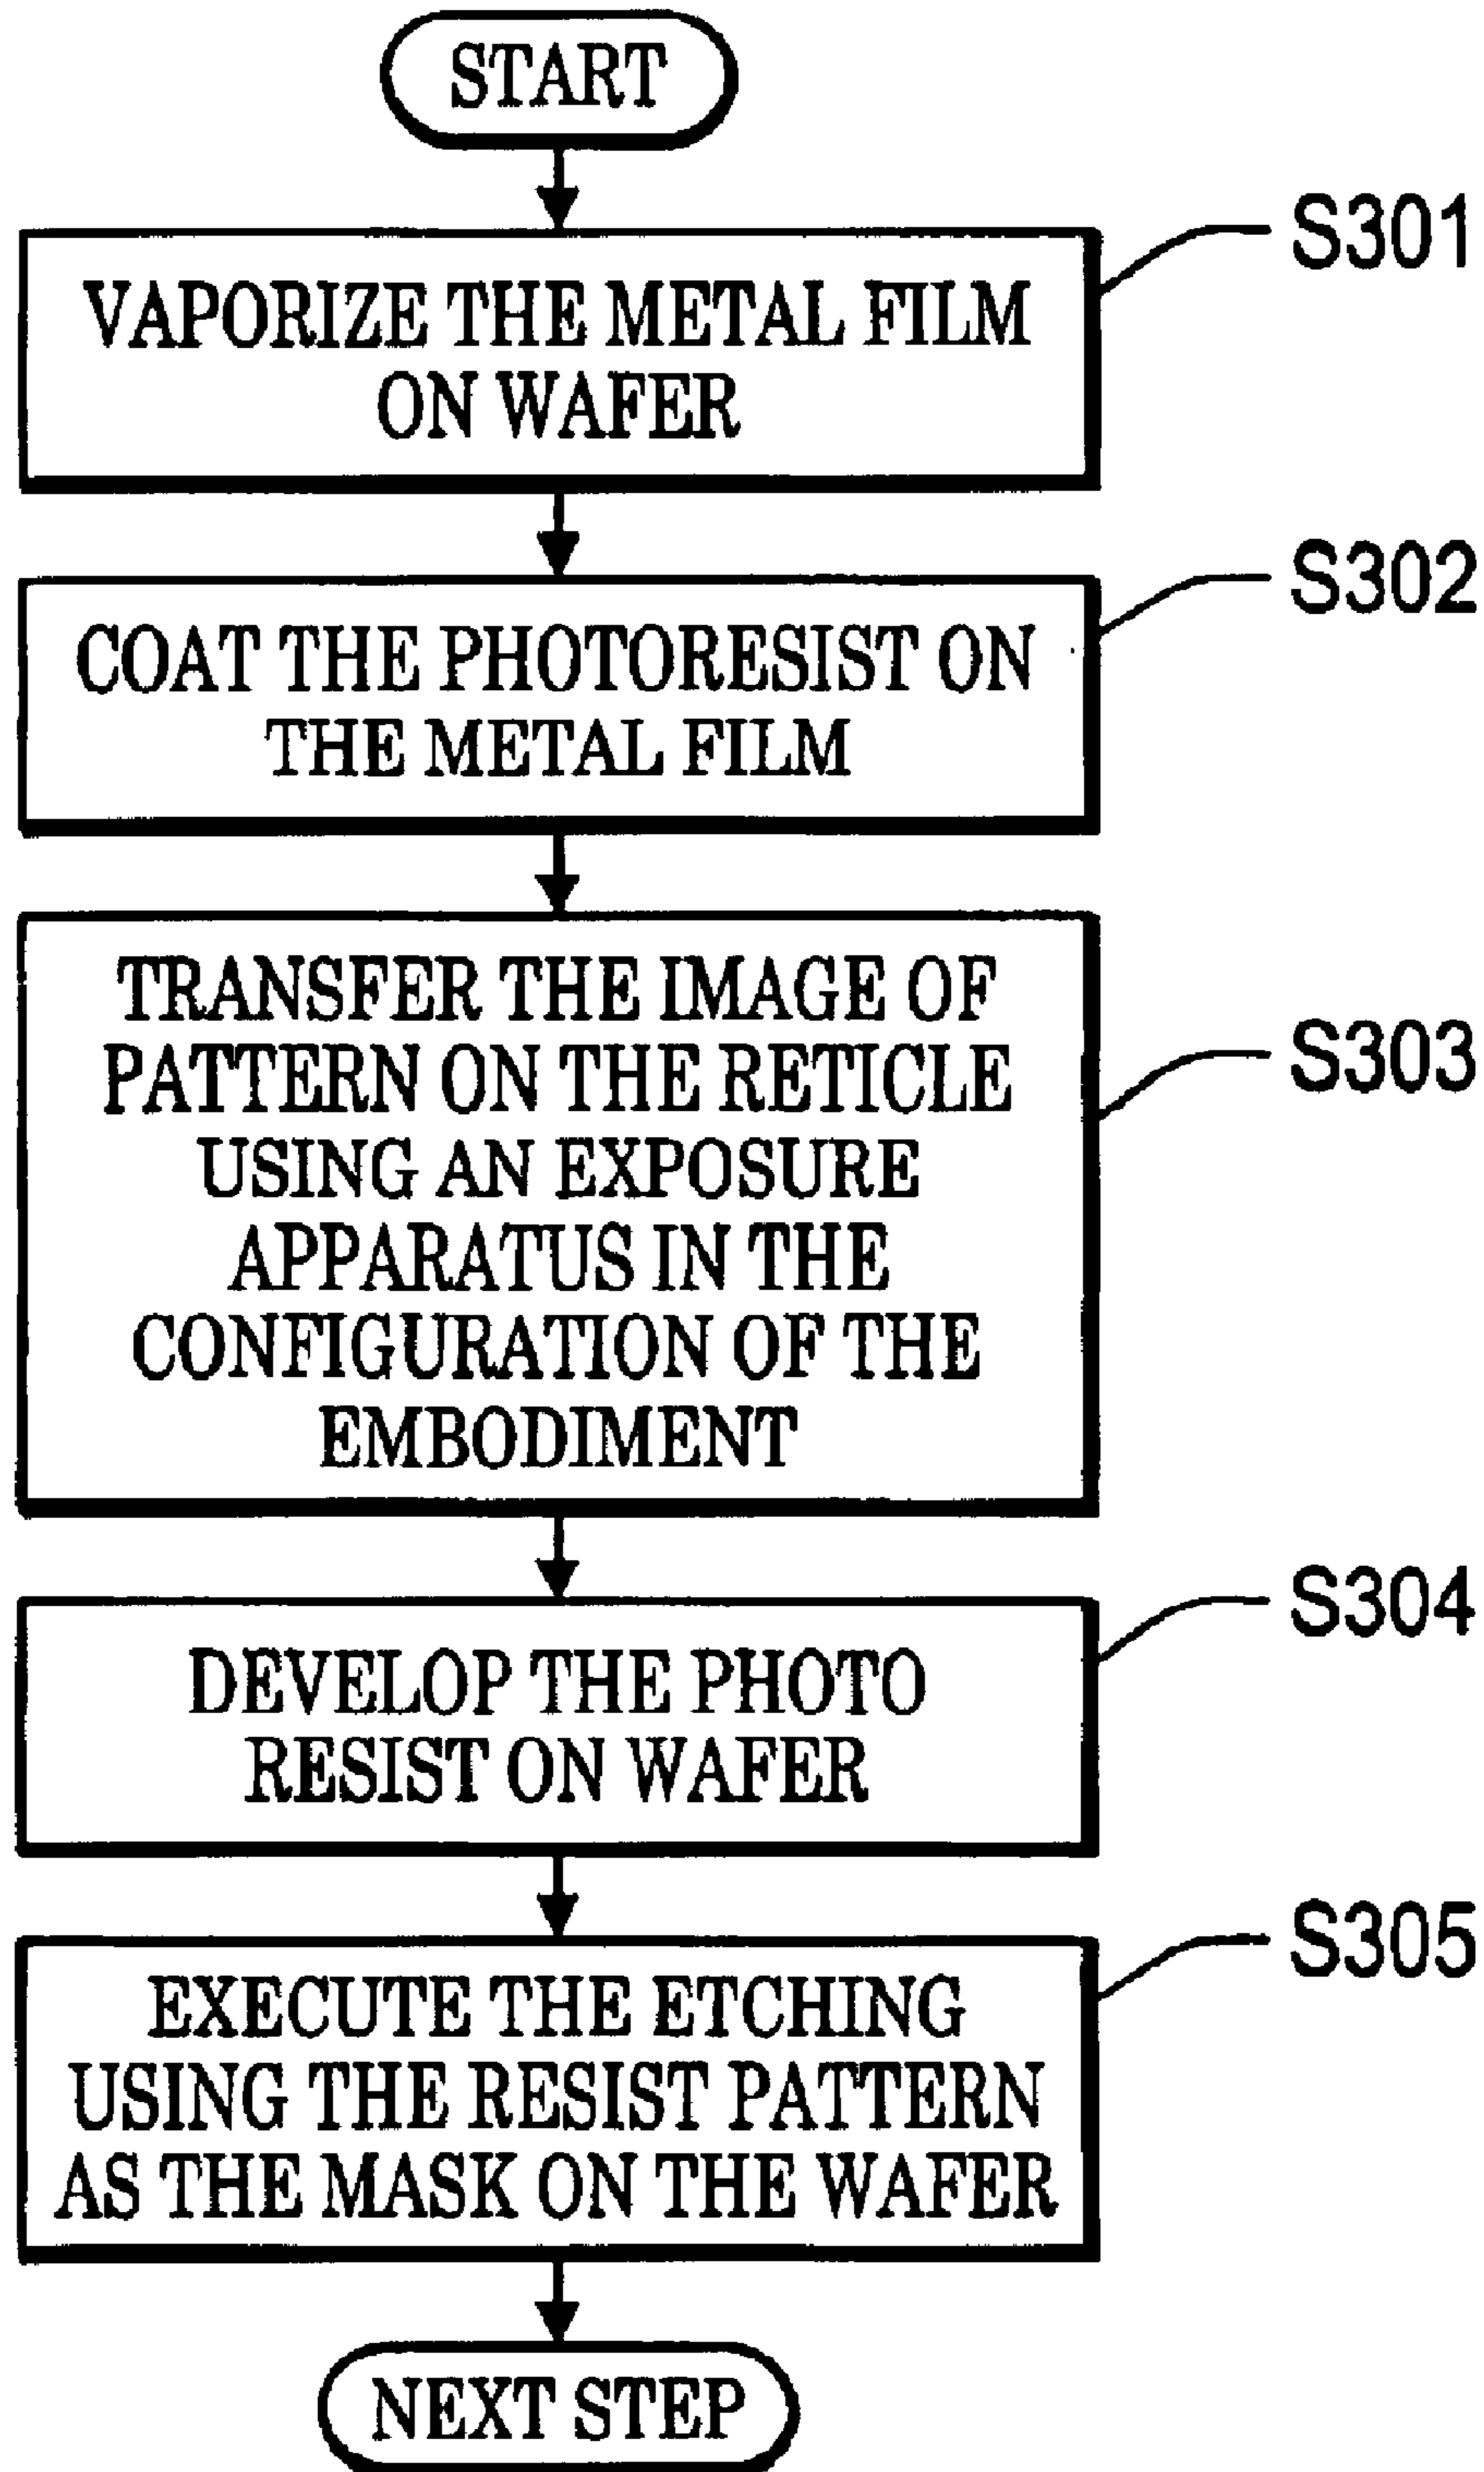 START
S301
VAPORIZE THE METAL FILM
ON WAFER
S302
COAT THE PHOTORESIST ON
THE METAL FILM
S303
TRANSFER THE IMAGE OF
PATTERN ON THE RETICLE
USING AN EXPOSURE
APPARATUS IN THE
CONFIGURATION OF THE
EMBODIMENT
S304
DEVELOP THE PHOTO
RESIST ON WAFER
S305
EXECUTE THE ETCHING
USING THE RESIST PATTERN
AS THE MASK ON THE WAFER
NEXT STEP